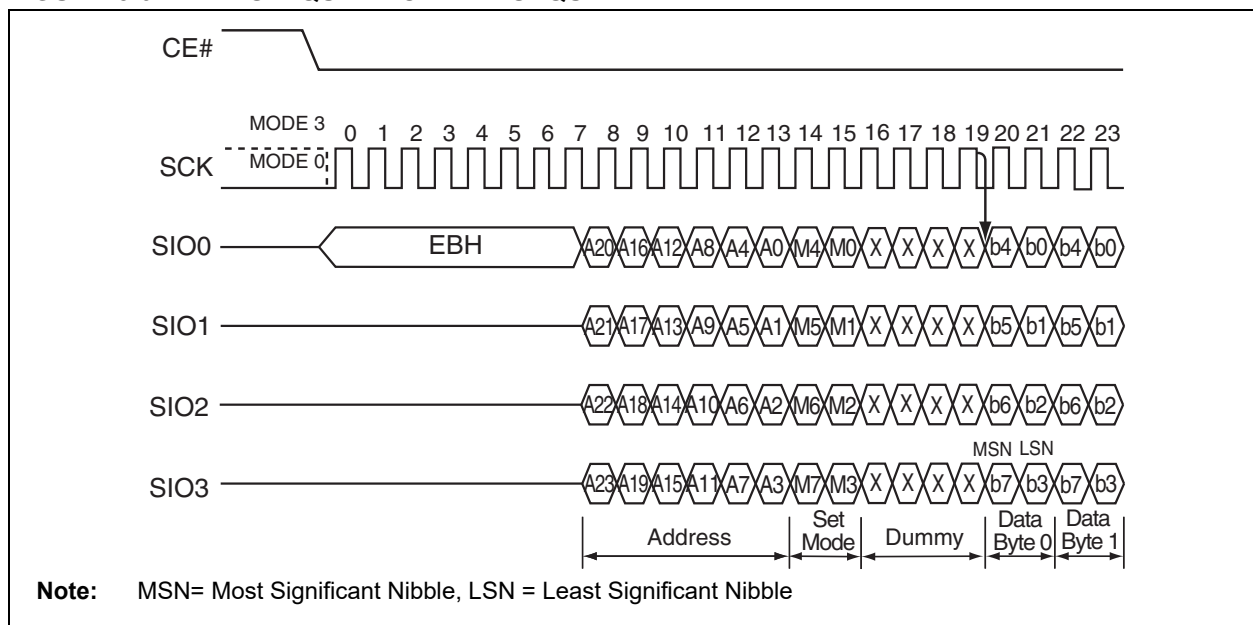 CE#
MODE 3
0 1 2 3 4 5 6 7 8 9 10 11 12 13 14 15 16 17 18 19 20 21 22 23
SCK
MODE 0
SIO0 EBH A20 A16 A12 A8 A4 A0 M4 M0 X X X X b4 b0 b4 b0
SIO1 A21 A17 A13 A9 A5 A1 M5 M1 X X X X b5 b1 b5 b1
SIO2 A22 A18 A14 A10 A6 A2 M6 M2 X X X X b6 b2 b6 b2
MSN LSN
SIO3 A23 A19 A15 A11 A7 A3 M7 M3 X X X X b7 b3 b7 b3
Address Set Mode Dummy Data Byte 0 Data Byte 1
Note: MSN= Most Significant Nibble, LSN = Least Significant Nibble